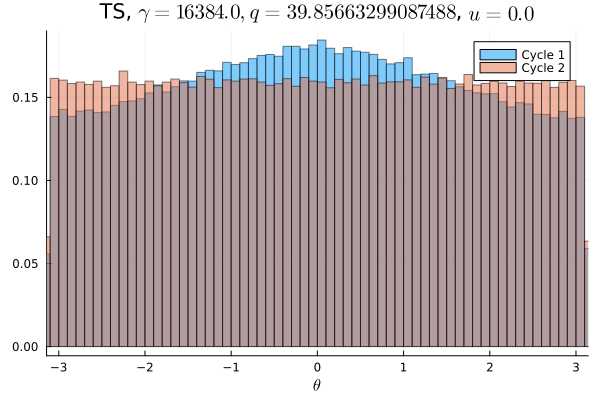 TS, γ = 16384.0, q = 39.85663299087488, u = 0.0
Cycle 1
Cycle 2
0.15
0.10
0.05
0.00
−3 −2 −1 0 1 2 3
θ